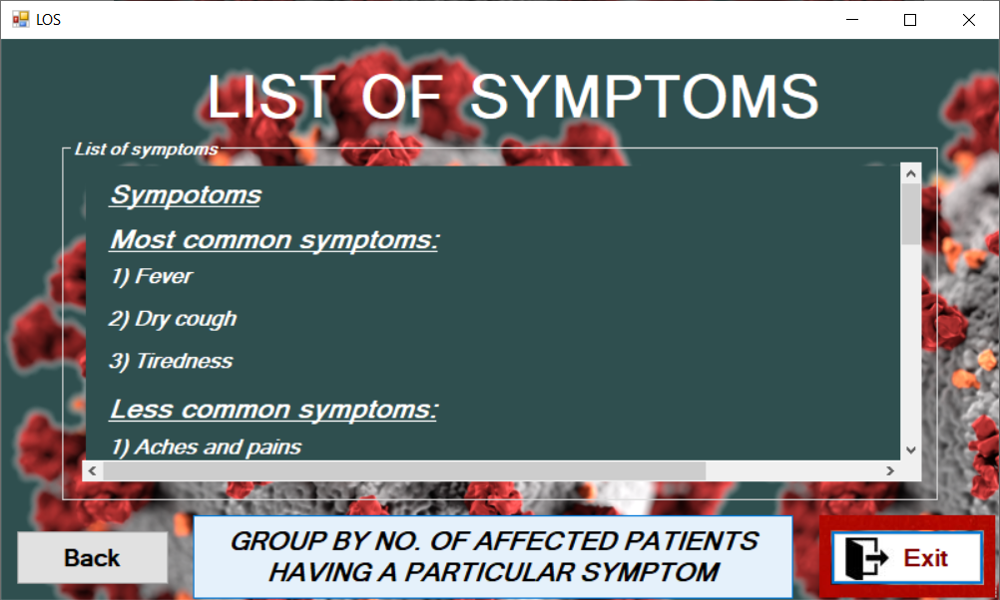 LOS
LIST OF SYMPTOMS
List of symptoms
Sympotoms
Most common symptoms:
1) Fever
2) Dry cough
3) Tiredness
Less common symptoms:
1) Aches and pains
Back
GROUP BY NO. OF AFFECTED PATIENTS
HAVING A PARTICULAR SYMPTOM
Exit